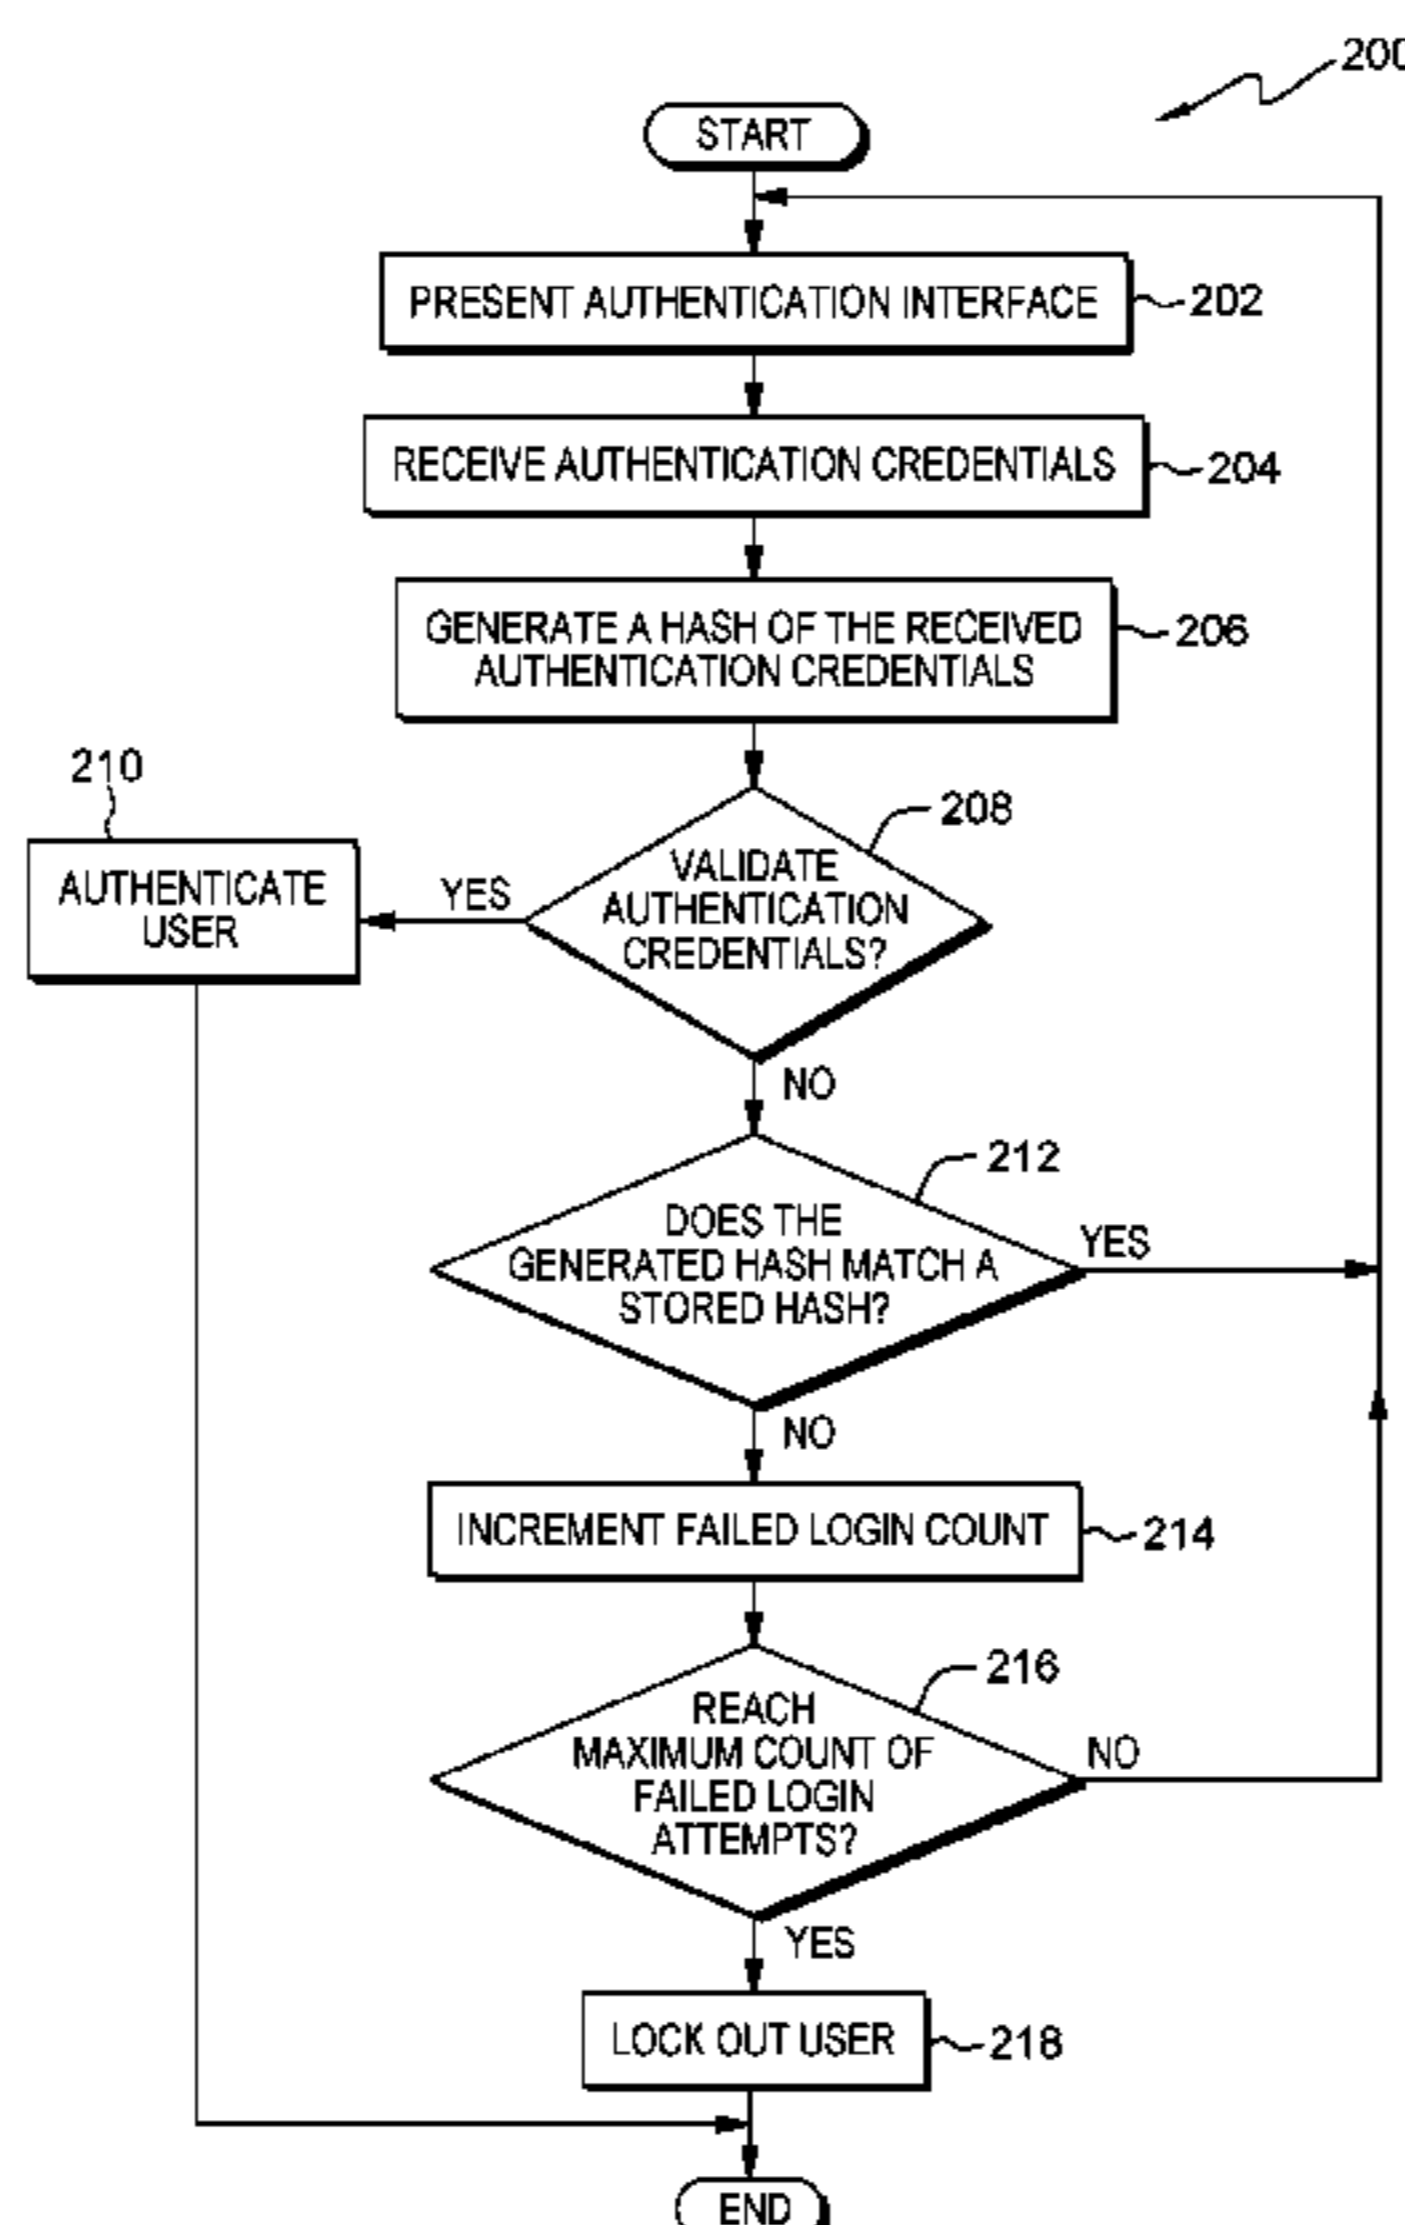 200
START
PRESENT AUTHENTICATION INTERFACE
202
RECEIVE AUTHENTICATION CREDENTIALS
204
GENERATE A HASH OF THE RECEIVED
AUTHENTICATION CREDENTIALS
206
210
AUTHENTICATE
USER
YES
208
VALIDATE
AUTHENTICATION
CREDENTIALS?
NO
212
DOES THE
GENERATED HASH MATCH A
STORED HASH?
YES
NO
INCREMENT FAILED LOGIN COUNT
214
216
REACH
MAXIMUM COUNT OF
FAILED LOGIN
ATTEMPTS?
NO
YES
LOCK OUT USER
218
END